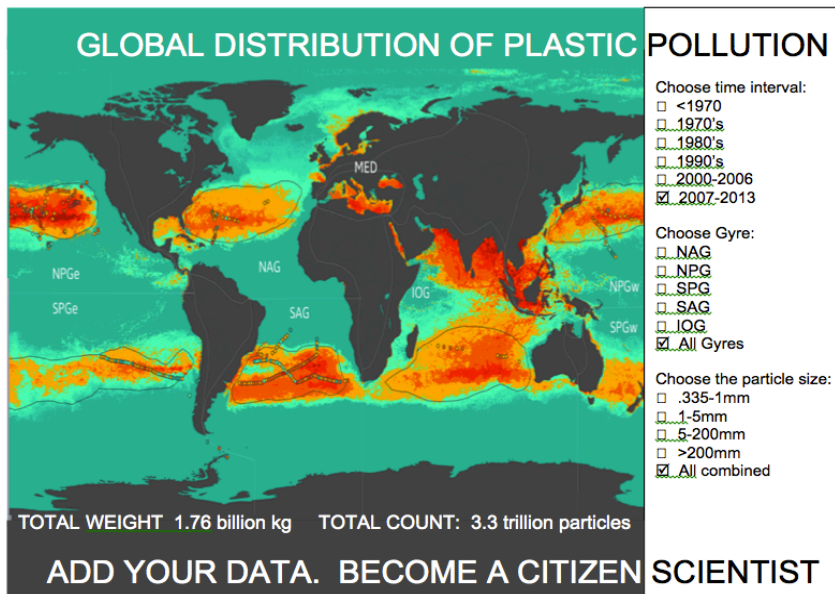 GLOBAL DISTRIBUTION OF PLASTIC POLLUTION
Choose time interval:
☐ <1970
☐ 1970's
☐ 1980's
☐ 1990's
☐ 2000-2006
☑ 2007-2013
Choose Gyre:
☐ NAG
☐ NPG
☐ SPG
☐ SAG
☐ IOG
☑ All Gyres
Choose the particle size:
☐ .335-1mm
☐ 1-5mm
☐ 5-200mm
☐ >200mm
☑ All combined
MED
NAG
NPGe
IOG
NPGw
SPGe
SAG
SPGw
TOTAL WEIGHT 1.76 billion kg TOTAL COUNT: 3.3 trillion particles
ADD YOUR DATA. BECOME A CITIZEN SCIENTIST